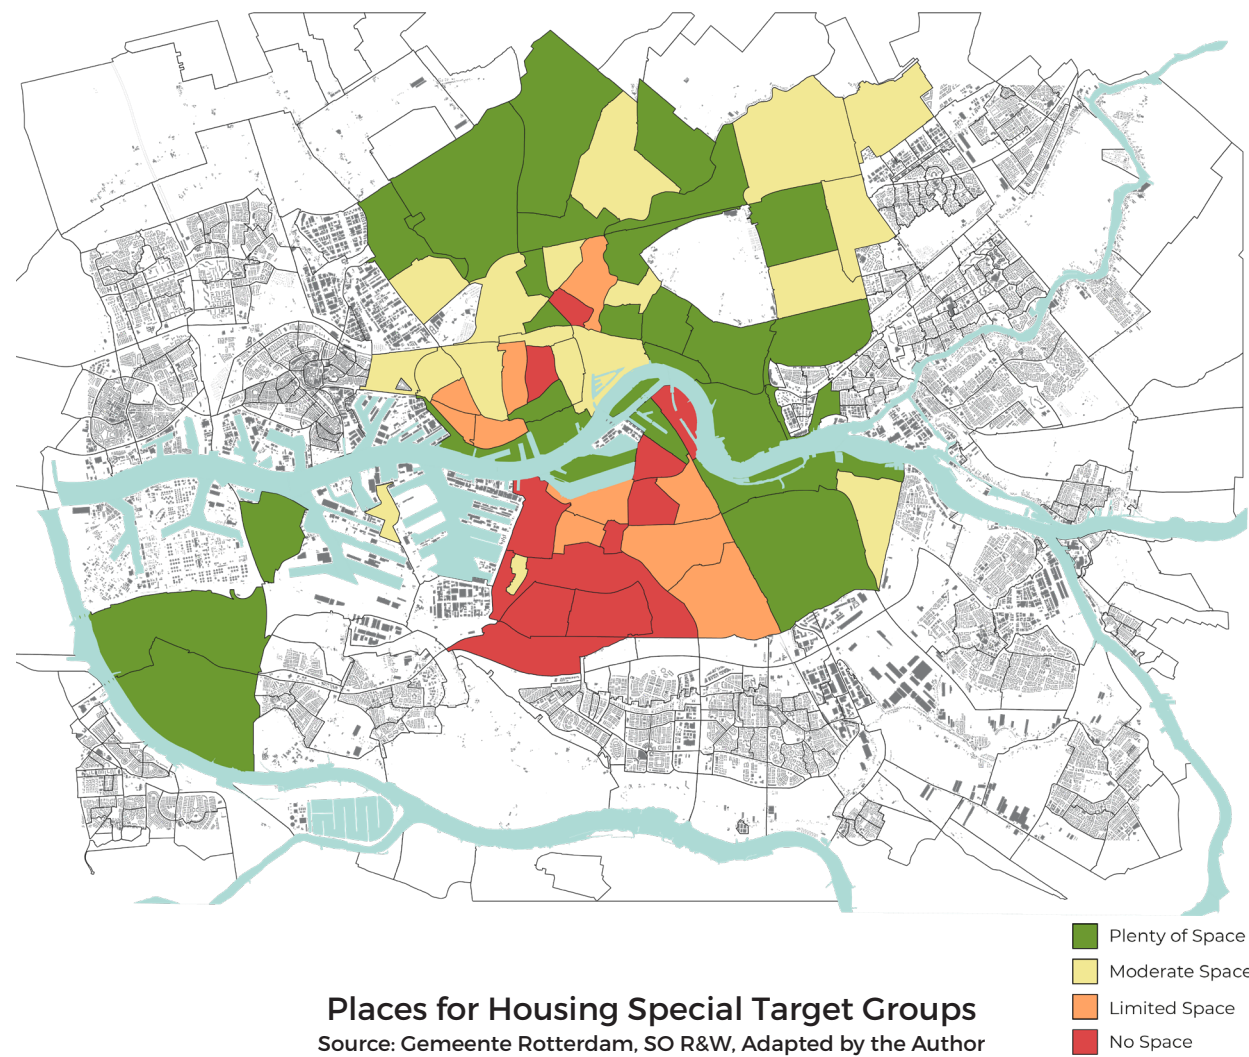 Plenty of Space
Moderate Space
Limited Space
No Space
Places for Housing Special Target Groups
Source: Gemeente Rotterdam, SO R&W, Adapted by the Author